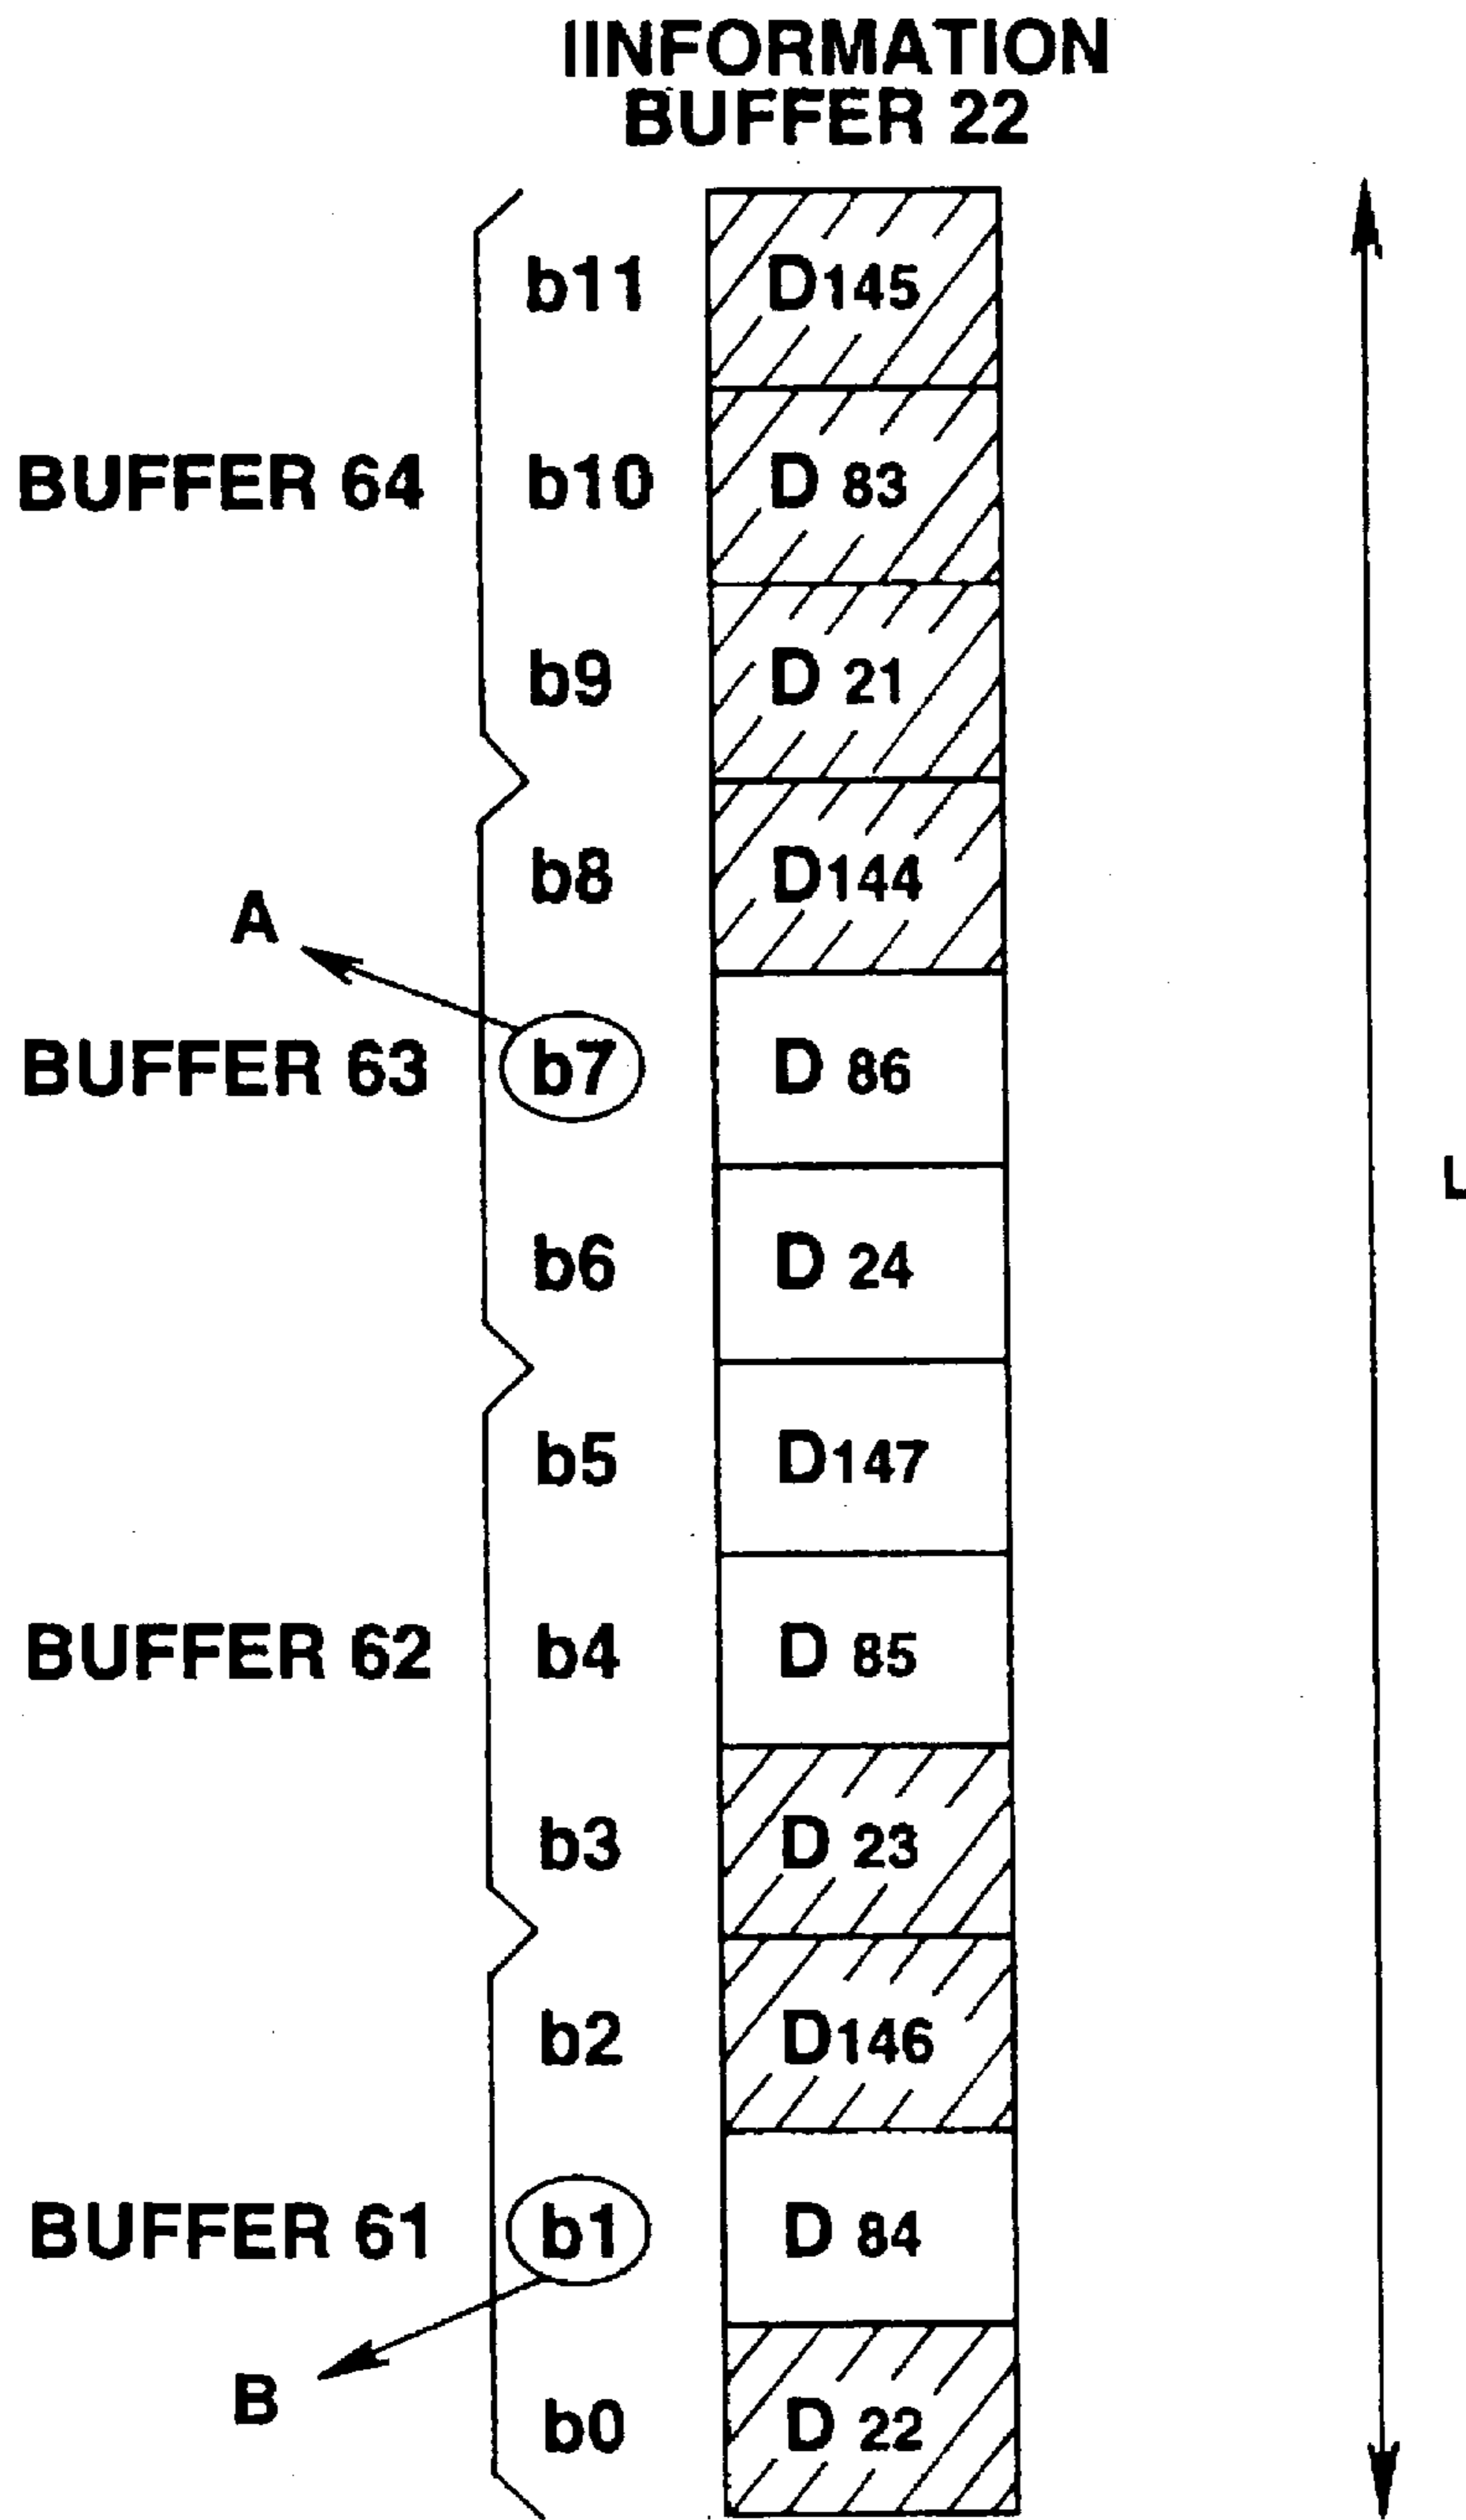 IINFORMATION
BUFFER 22
b11 D145
BUFFER 64 b10 D 83
b9 D 21
b8 D144
A
BUFFER 63 b7 D 86
L
b6 D 24
b5 D147
BUFFER 62 b4 D 85
b3 D 23
b2 D146
BUFFER 61 b1 D 84
B
b0 D 22